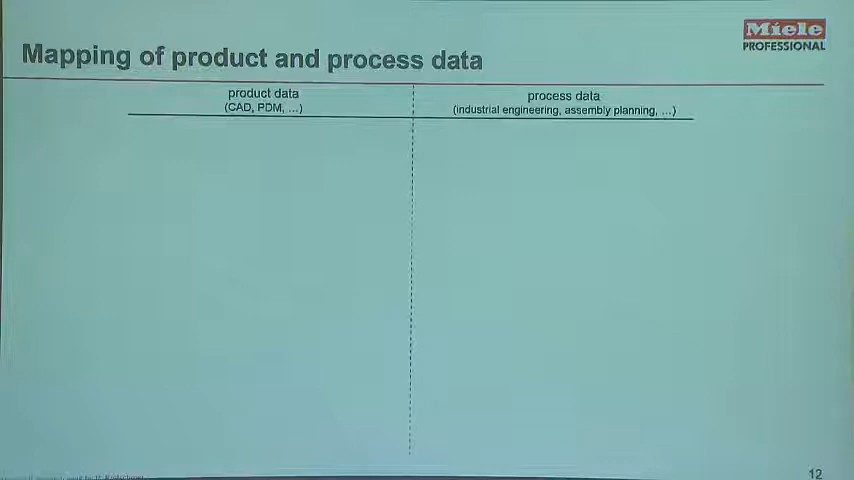 Miele
PROFESSIONAL
Mapping of product and process data
product data
(CAD, PDM, ...)
process data
(industrial engineering, assembly planning, ...)
12